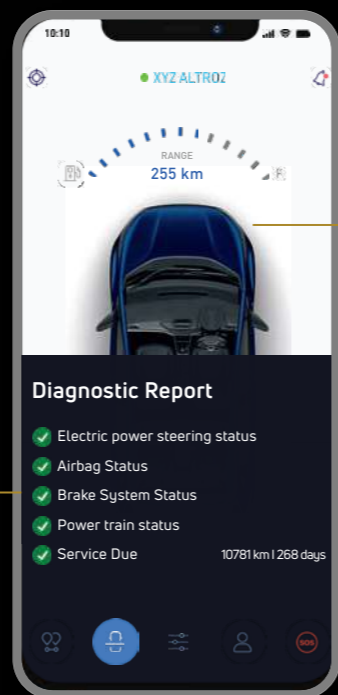 10:10
XYZ ALTROZ
RANGE
255 km
F
Diagnostic Report
Electric power steering status
Airbag Status
Brake System Status
Power train status
Service Due 10781 km I 268 days
SOS